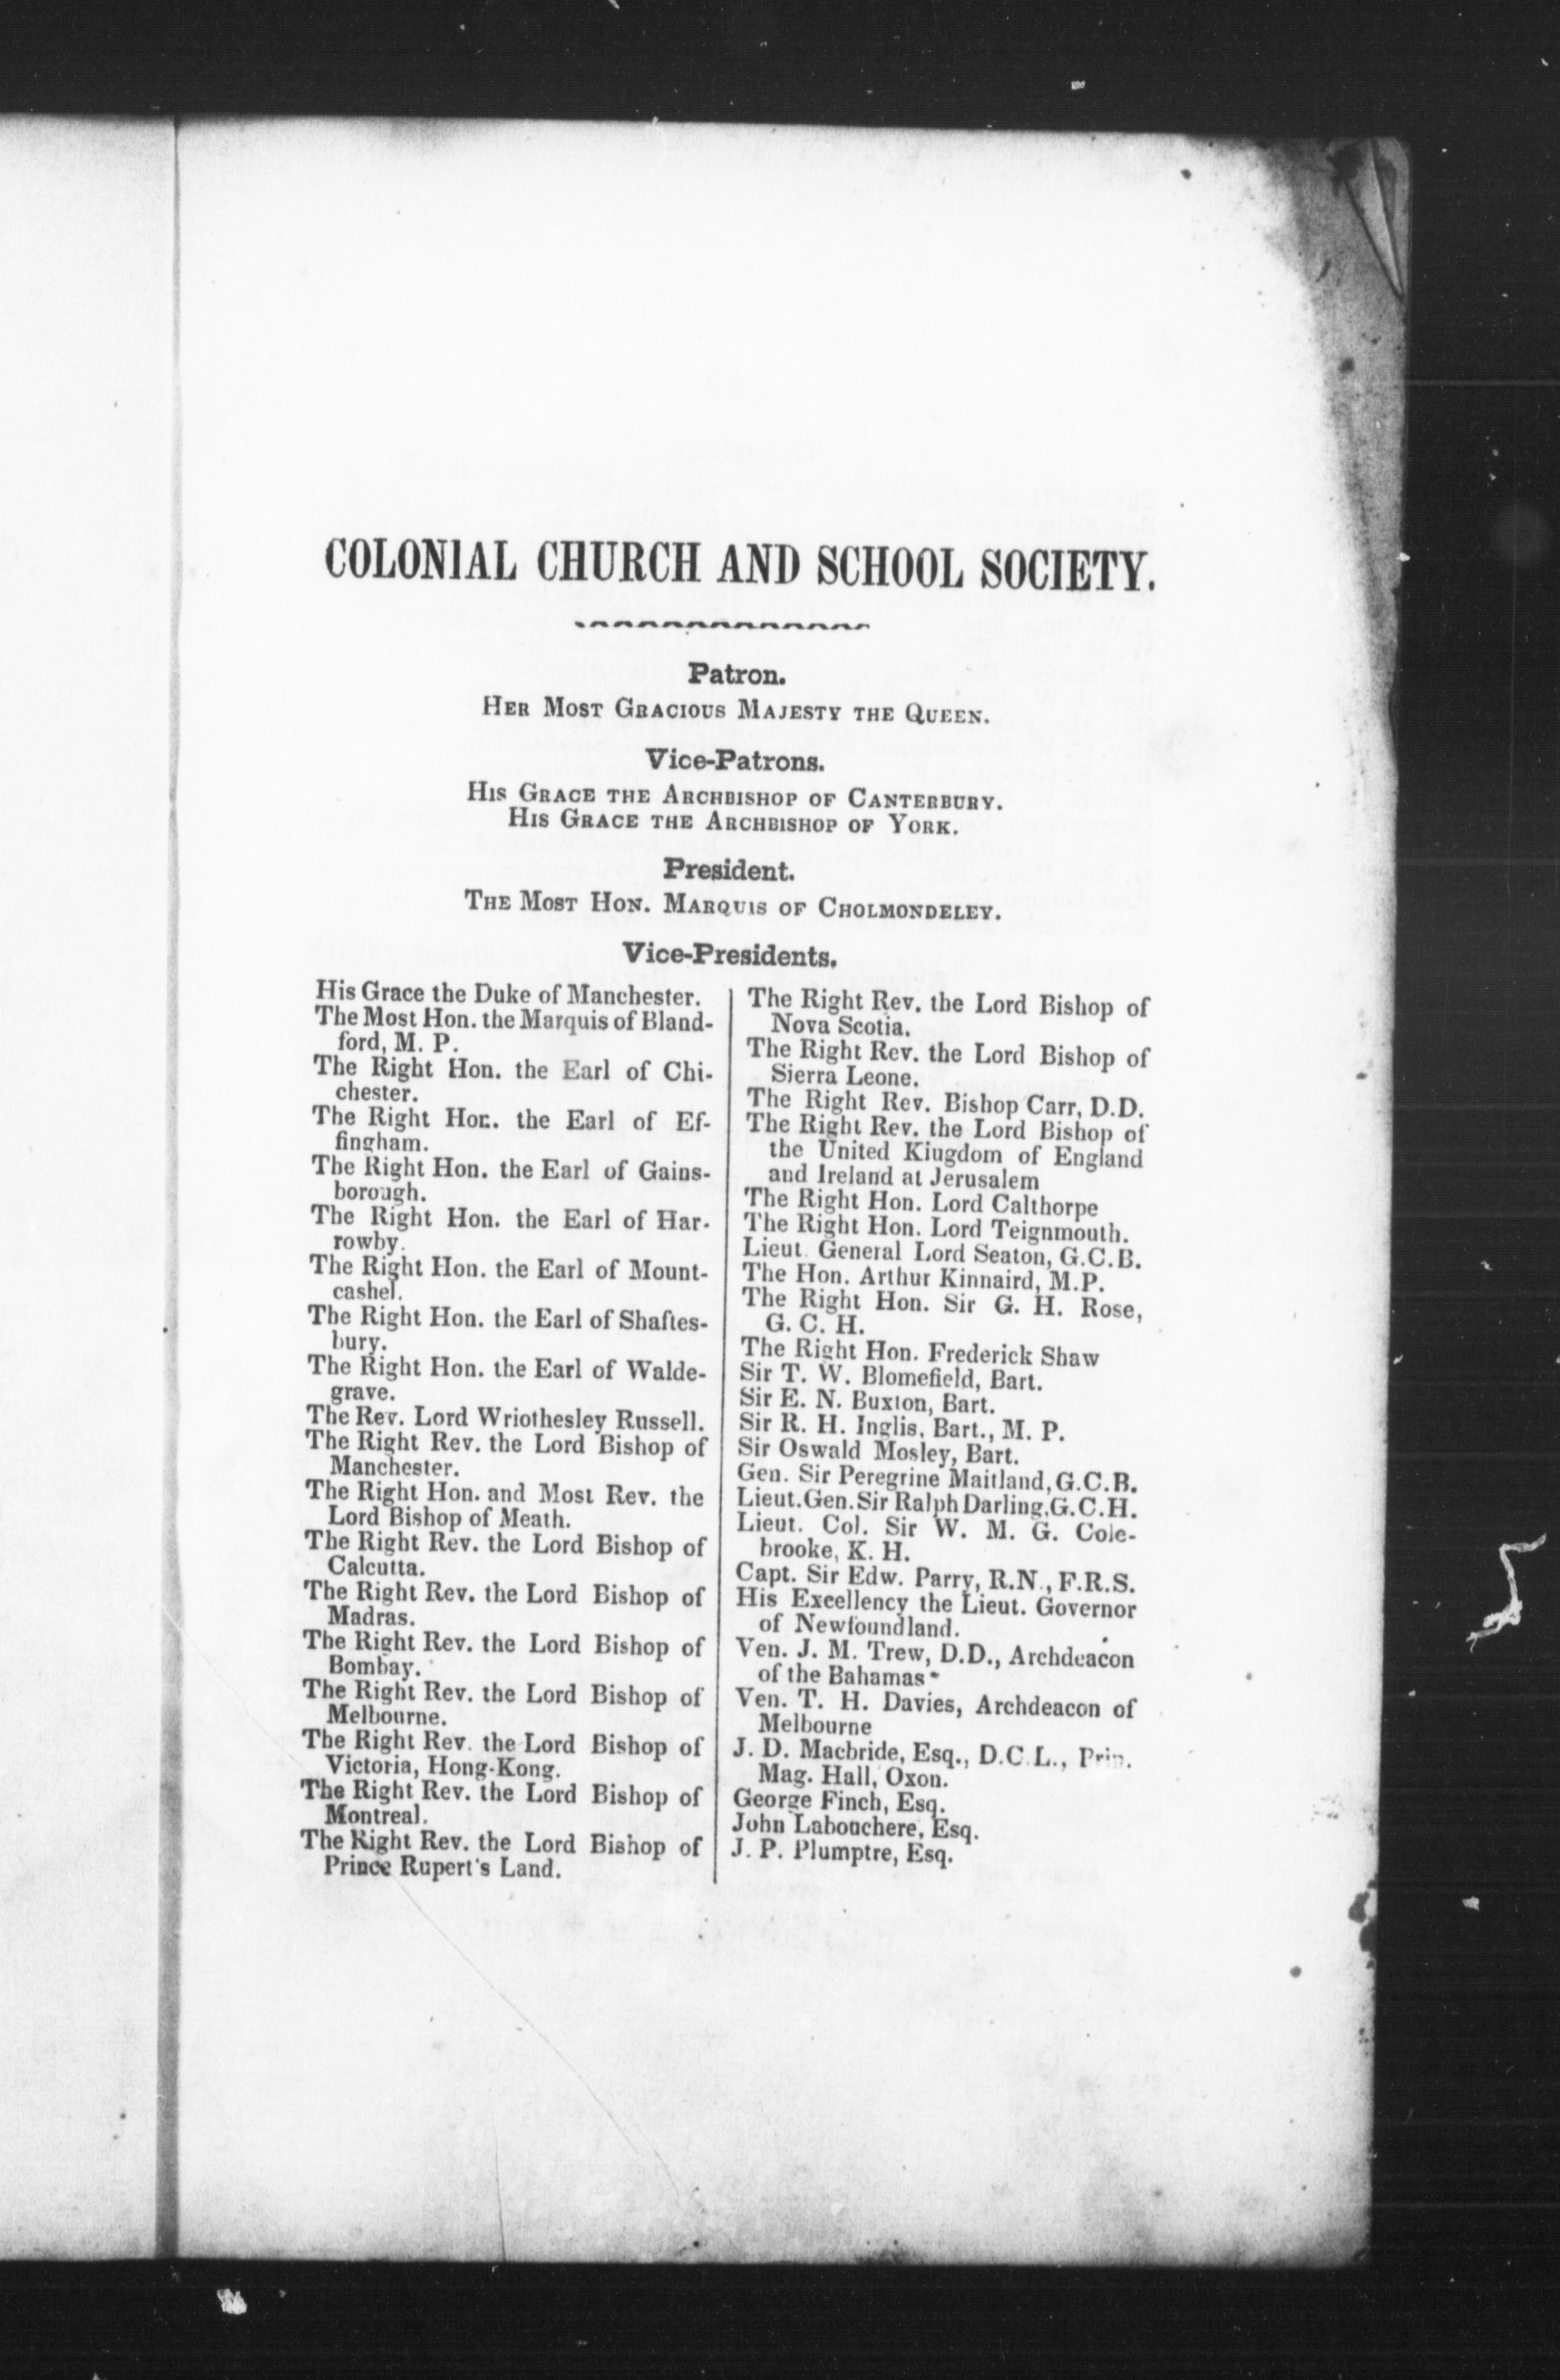 COLONIAL CHURCH AND SCHOOL SOCIETY.
Patron.
HER MOST GRACIOUS MAJESTY THE QUEEN.
Vice-Patrons.
HIS GRACE THE ARCHBISHOP OF CANTERBURY.
HIS GRACE THE ARCHBISHOP OF YORK.
President.
THE MOST HON. MARQUIS OF CHOLMONDELEY.
Vice-Presidents.
His Grace the Duke of Manchester.
The Most Hon. the Marquis of Bland-
ford, M. P.
The Right Hon. the Earl of Chi-
chester.
The Right Hon. the Earl of Ef-
fingham.
The Right Hon. the Earl of Gains-
borough.
The Right Hon. the Earl of Har-
rowby.
The Right Hon. the Earl of Mount-
cashel.
The Right Hon. the Earl of Shaftes-
bury.
The Right Hon. the Earl of Walde-
grave.
The Rev. Lord Wriothesley Russell.
The Right Rev. the Lord Bishop of
Manchester.
The Right Hon. and Most Rev. the
Lord Bishop of Meath.
The Right Rev. the Lord Bishop of
Calcutta.
The Right Rev. the Lord Bishop of
Madras.
The Right Rev. the Lord Bishop of
Bombay.
The Right Rev. the Lord Bishop of
Melbourne.
The Right Rev. the Lord Bishop of
Victoria, Hong-Kong.
The Right Rev. the Lord Bishop of
Montreal.
The Right Rev. the Lord Bishop of
Prince Rupert's Land.
The Right Rev. the Lord Bishop of
Nova Scotia.
The Right Rev. the Lord Bishop of
Sierra Leone.
The Right Rev. Bishop Carr, D.D.
The Right Rev. the Lord Bishop of
the United Kiugdom of England
and Ireland at Jerusalem
The Right Hon. Lord Calthorpe
The Right Hon. Lord Teignmouth.
Lieut. General Lord Seaton, G.C.B.
The Hon. Arthur Kinnaird, M.P.
The Right Hon. Sir G. H. Rose,
G. C. H.
The Right Hon. Frederick Shaw
Sir T. W. Blomefield, Bart.
Sir E. N. Buxton, Bart.
Sir R. H. Inglis, Bart., M. P.
Sir Oswald Mosley, Bart.
Gen. Sir Peregrine Maitland, G.C.B.
Lieut. Gen. Sir Ralph Darling, G.C.H.
Lieut. Col. Sir W. M. G. Cole-
brooke, K. H.
Capt. Sir Edw. Parry, R.N., F.R.S.
His Excellency the Lieut. Governor
of Newfoundland.
Ven. J. M. Trew, D.D., Archdeacon
of the Bahamas
Ven. T. H. Davies, Archdeacon of
Melbourne
J. D. Macbride, Esq., D.C.L., Prin.
Mag. Hall, Oxon.
George Finch, Esq.
John Labouchere, Esq.
J. P. Plumptre, Esq.